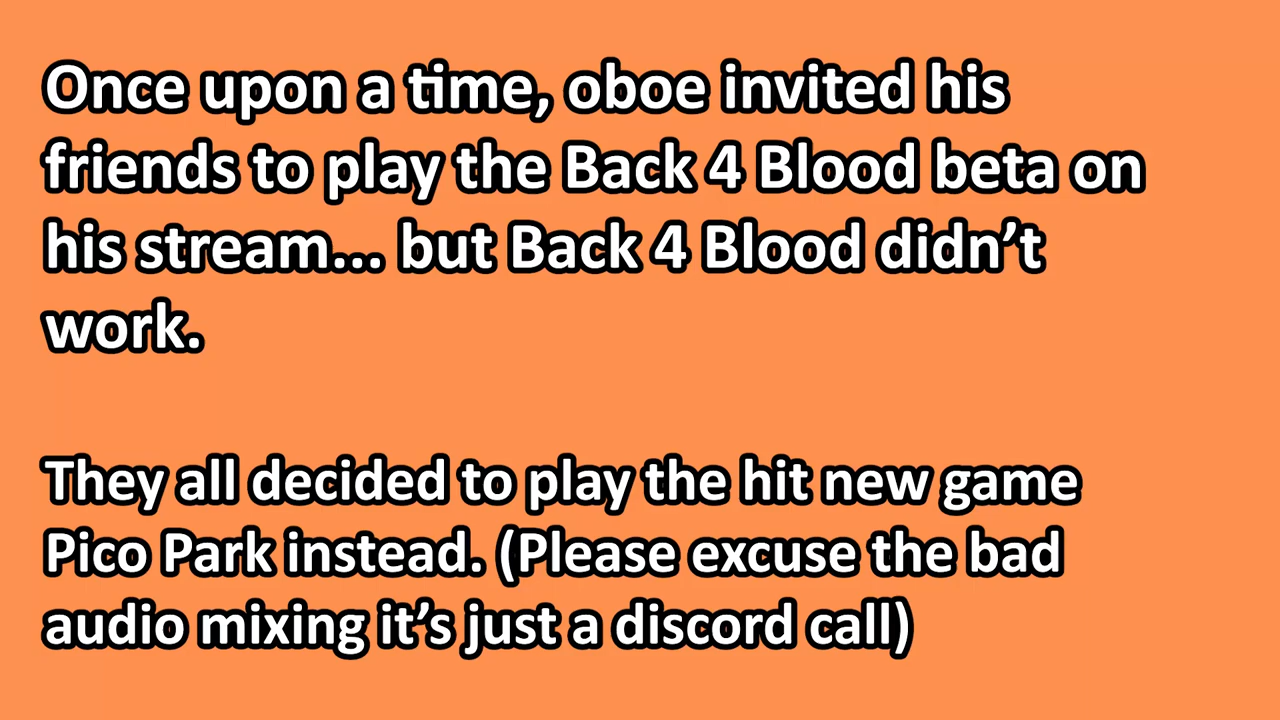 Once upon a time, oboe invited his
friends to play the Back 4 Blood beta on
his stream... but Back 4 Blood didn’t
work.
They all decided to play the hit new game
Pico Park instead. (Please excuse the bad
audio mixing it’s just a discord call)